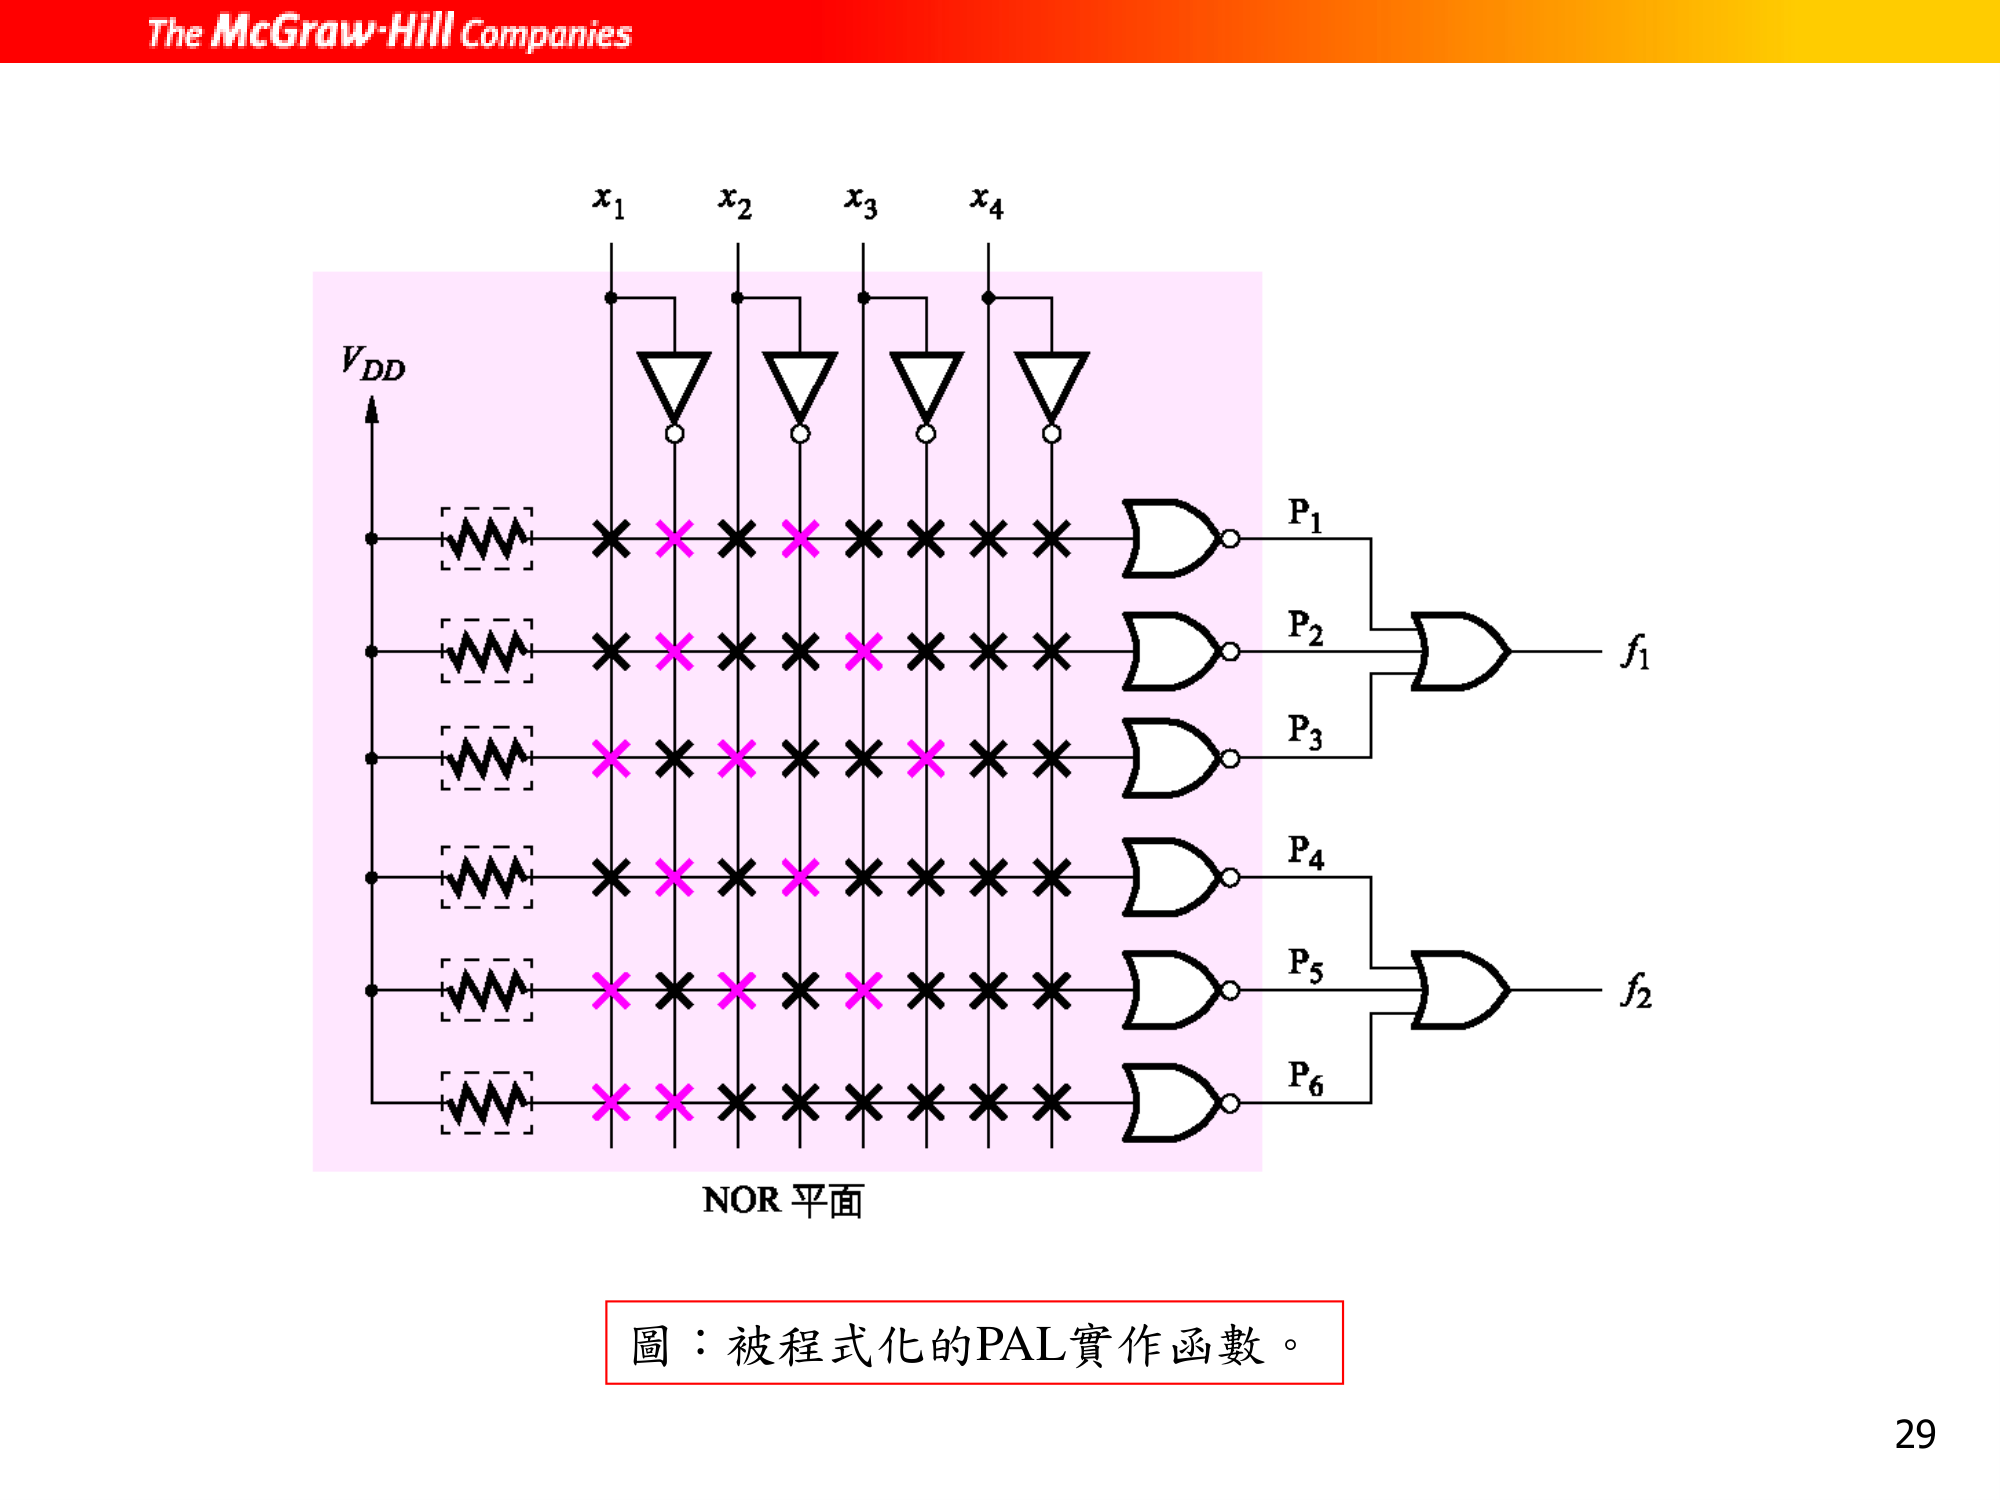 The McGraw-Hill Companies
x1 x2 x3 x4
VDD
P1
P2
f1
P3
P4
P5
f2
P6
NOR 平面
圖：被程式化的PAL實作函數。
29